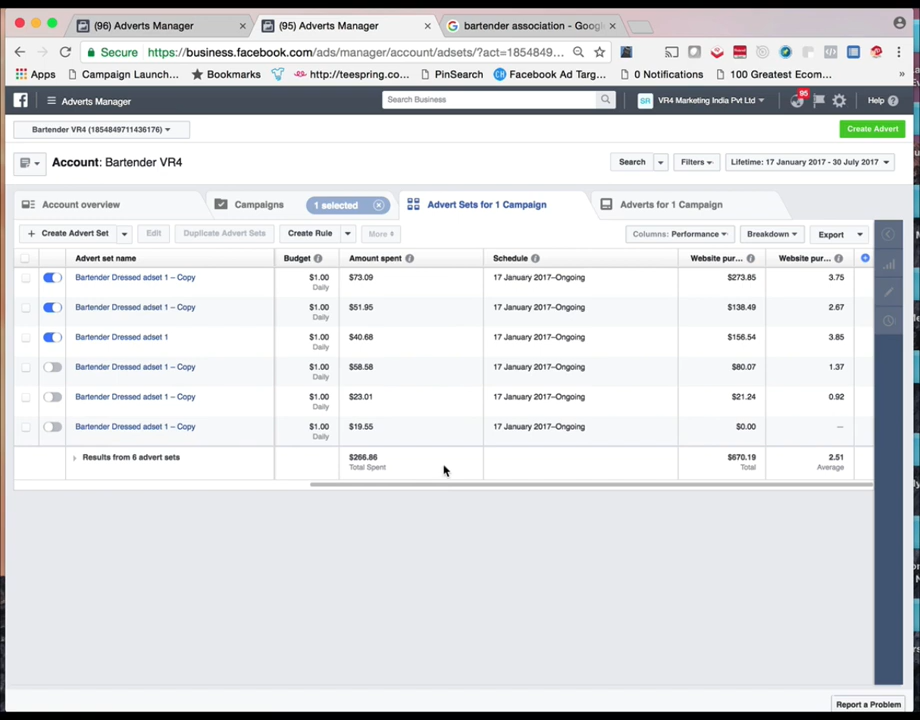 (96) Adverts Manager
(95) Adverts Manager
bartender association - Goog
Secure
https://business.facebook.com/ads/manager/account/adsets/?act=1854849...
Apps
Campaign Launch...
Bookmarks
http://teespring.co...
PinSearch
Facebook Ad Targ...
0 Notifications
100 Greatest Ecom...
»
Adverts Manager
Search Business
SR
VR4 Marketing India Pvt Ltd
95
Help
Bartender VR4 (1854849711436176)
Create Advert
Account: Bartender VR4
Search
Filters
Lifetime: 17 January 2017 - 30 July 2017
Account overview
Campaigns
1 selected
Advert Sets for 1 Campaign
Adverts for 1 Campaign
+ Create Advert Set
Edit
Duplicate Advert Sets
Create Rule
More
Columns: Performance
Breakdown
Export
Advert set name
Budget
Amount spent
Schedule
Website pur...
Website pur...
Bartender Dressed adset 1 – Copy
$1.00
Daily
$73.09
17 January 2017–Ongoing
$273.85
3.75
Bartender Dressed adset 1 – Copy
$1.00
Daily
$51.95
17 January 2017–Ongoing
$138.49
2.67
Bartender Dressed adset 1
$1.00
Daily
$40.68
17 January 2017–Ongoing
$156.54
3.85
Bartender Dressed adset 1 – Copy
$1.00
Daily
$58.58
17 January 2017–Ongoing
$80.07
1.37
Bartender Dressed adset 1 – Copy
$1.00
Daily
$23.01
17 January 2017–Ongoing
$21.24
0.92
Bartender Dressed adset 1 – Copy
$1.00
Daily
$19.55
17 January 2017–Ongoing
$0.00
—
Results from 6 advert sets
$266.86
Total Spent
$670.19
Total
2.51
Average
Report a Problem